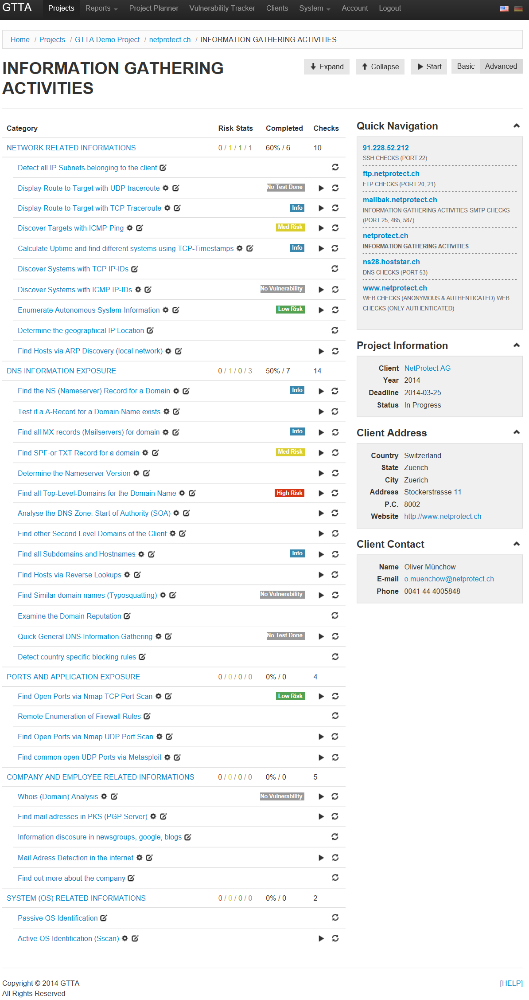 GTTA Projects Reports Project Planner Vulnerability Tracker Clients System Account Logout
Home / Projects / GTTA Demo Project / netprotect.ch / INFORMATION GATHERING ACTIVITIES
INFORMATION GATHERING
ACTIVITIES
Expand Collapse Start Basic Advanced
Category Risk Stats Completed Checks
NETWORK RELATED INFORMATIONS 0 / 1 / 1 / 1 60% / 6 10
Detect all IP Subnets belonging to the client
Display Route to Target with UDP traceroute No Test Done
Display Route to Target with TCP Traceroute Info
Discover Targets with ICMP-Ping Med Risk
Calculate Uptime and find different systems using TCP-Timestamps Info
Discover Systems with TCP IP-IDs
Discover Systems with ICMP IP-IDs No Vulnerability
Enumerate Autonomous System-Information Low Risk
Determine the geographical IP Location
Find Hosts via ARP Discovery (local network)
DNS INFORMATION EXPOSURE 0 / 1 / 0 / 3 50% / 7 14
Find the NS (Nameserver) Record for a Domain Info
Test if a A-Record for a Domain Name exists
Find all MX-records (Mailservers) for domain Info
Find SPF-or TXT Record for a domain Med Risk
Determine the Nameserver Version
Find all Top-Level-Domains for the Domain Name High Risk
Analyse the DNS Zone: Start of Authority (SOA)
Find other Second Level Domains of the Client
Find all Subdomains and Hostnames Info
Find Hosts via Reverse Lookups
Find Similar domain names (Typosquatting) No Vulnerability
Examine the Domain Reputation
Quick General DNS Information Gathering No Test Done
Detect country specific blocking rules
PORTS AND APPLICATION EXPOSURE 0 / 0 / 0 / 0 0% / 0 4
Find Open Ports via Nmap TCP Port Scan Low Risk
Remote Enumeration of Firewall Rules
Find Open Ports via Nmap UDP Port Scan
Find common open UDP Ports via Metasploit
COMPANY AND EMPLOYEE RELATED INFORMATIONS 0 / 0 / 0 / 0 0% / 0 5
Whois (Domain) Analysis No Vulnerability
Find mail adresses in PKS (PGP Server)
Information discosure in newsgroups, google, blogs
Mail Adress Detection in the internet
Find out more about the company
SYSTEM (OS) RELATED INFORMATIONS 0 / 0 / 0 / 0 0% / 0 2
Passive OS Identification
Active OS Identification (Sscan)
Quick Navigation
91.228.52.212
SSH CHECKS (PORT 22)
ftp.netprotect.ch
FTP CHECKS (PORT 20, 21)
mailbak.netprotect.ch
INFORMATION GATHERING ACTIVITIES SMTP CHECKS
(PORT 25, 465, 587)
netprotect.ch
INFORMATION GATHERING ACTIVITIES
ns28.hoststar.ch
DNS CHECKS (PORT 53)
www.netprotect.ch
WEB CHECKS (ANONYMOUS & AUTHENTICATED) WEB
CHECKS (ONLY AUTHENTICATED)
Project Information
Client NetProtect AG
Year 2014
Deadline 2014-03-25
Status In Progress
Client Address
Country Switzerland
State Zuerich
City Zuerich
Address Stockerstrasse 11
P.C. 8002
Website http://www.netprotect.ch
Client Contact
Name Oliver Münchow
E-mail o.muenchow@netprotect.ch
Phone 0041 44 4005848
Copyright © 2014 GTTA [HELP]
All Rights Reserved